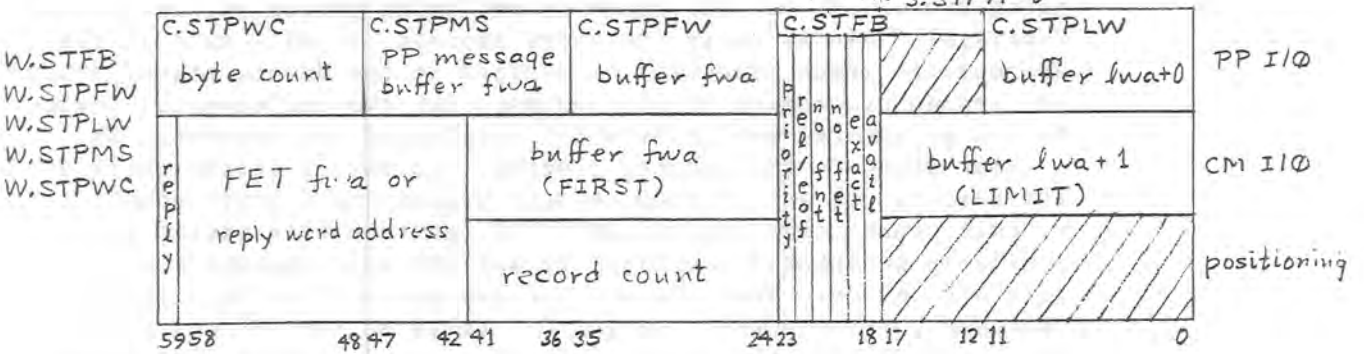 C.STPWC C.STPMS C.STPFW C.STFB C.STPLW
W.STFB
W.STPFW
W.STPLW
W.STPMS
W.STPWC
byte count
PP message
buffer fwa
buffer fwa
buffer lwa+0
PP I/O
reply
FET fwa or
reply word address
buffer fwa
(FIRST)
priority
rel/eof
no fnt
no fet
exact
avail
buffer lwa+1
(LIMIT)
CM I/O
record count
positioning
59 58 48 47 42 41 36 35 24 23 18 17 12 11 0